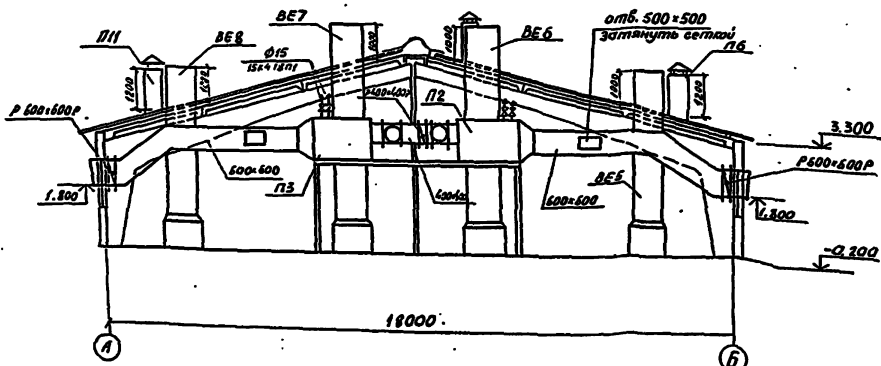 ВЕ7
П11
ВЕ8
Ф15
ВЕ6
отв. 500×500
затянуть сеткой
П6
1200
1200
Р 600×600Р
П2
3.300
600×600
П3
600×600
ВЕ5
Р600×600Р
1.800
1.800
-0.200
18000
А
Б